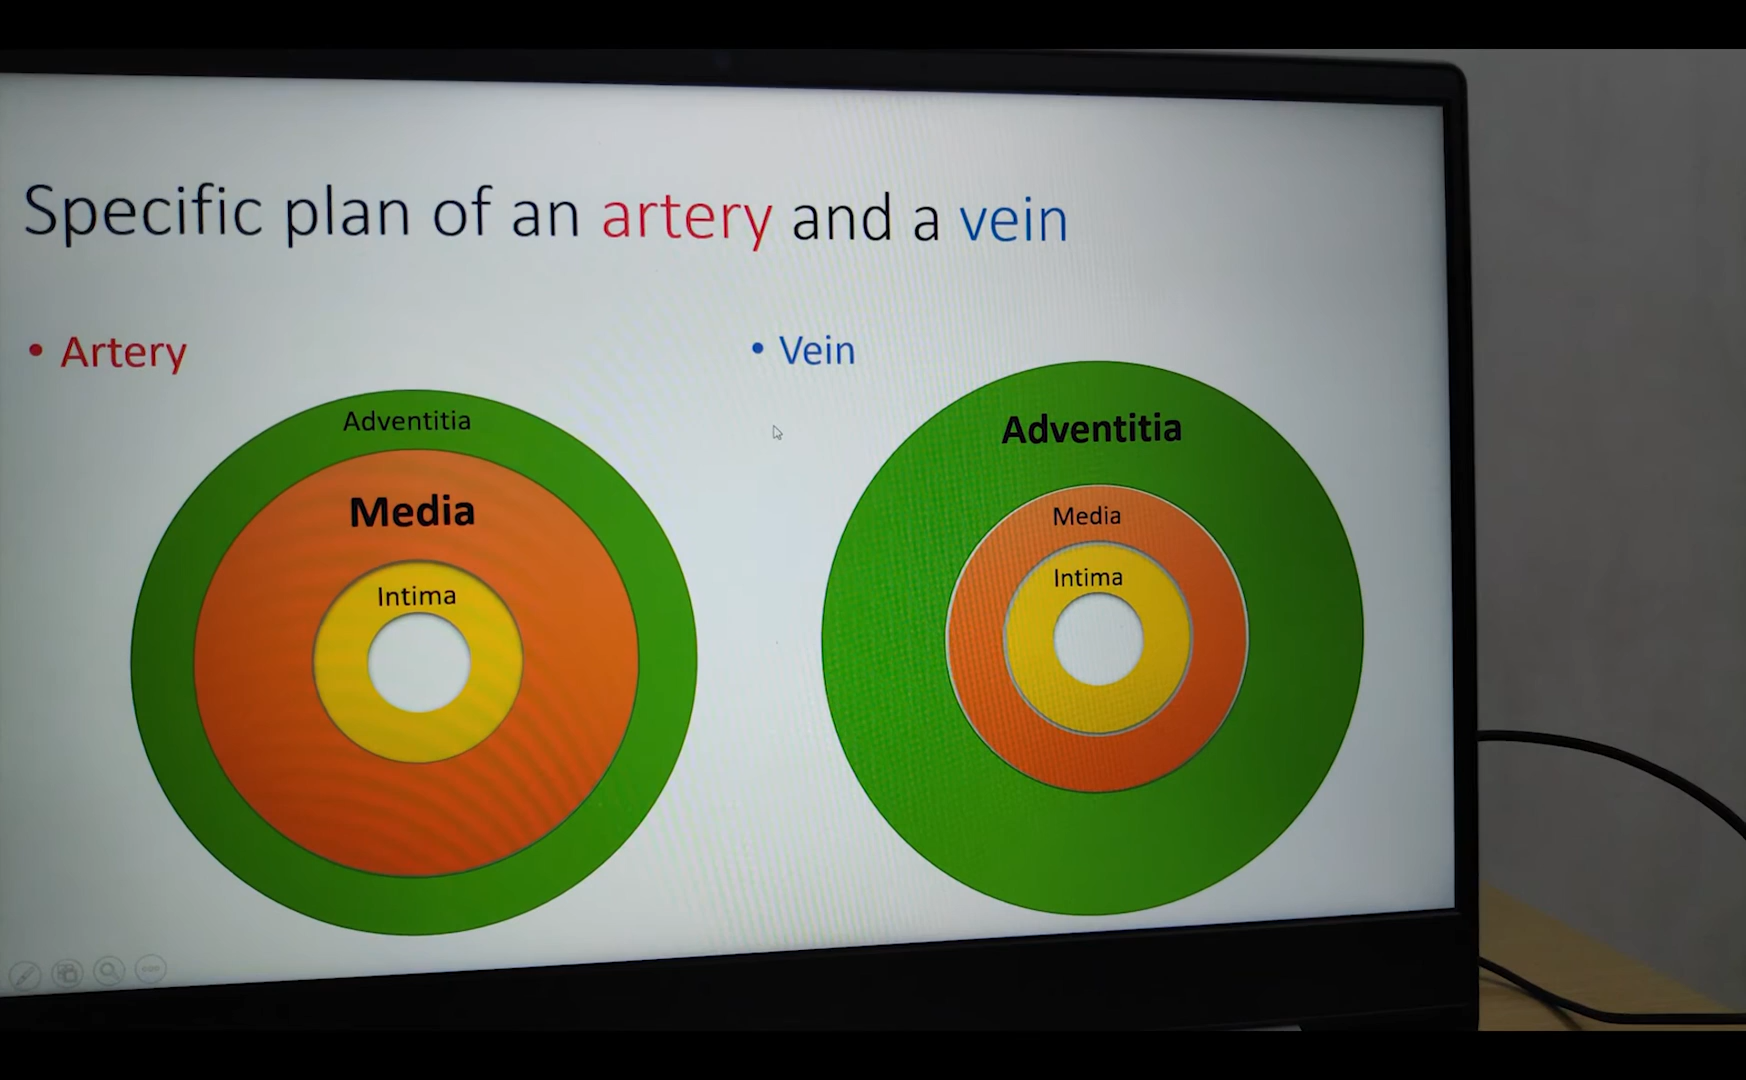 Specific plan of an artery and a vein
• Artery
Adventitia
Media
Intima
• Vein
Adventitia
Media
Intima